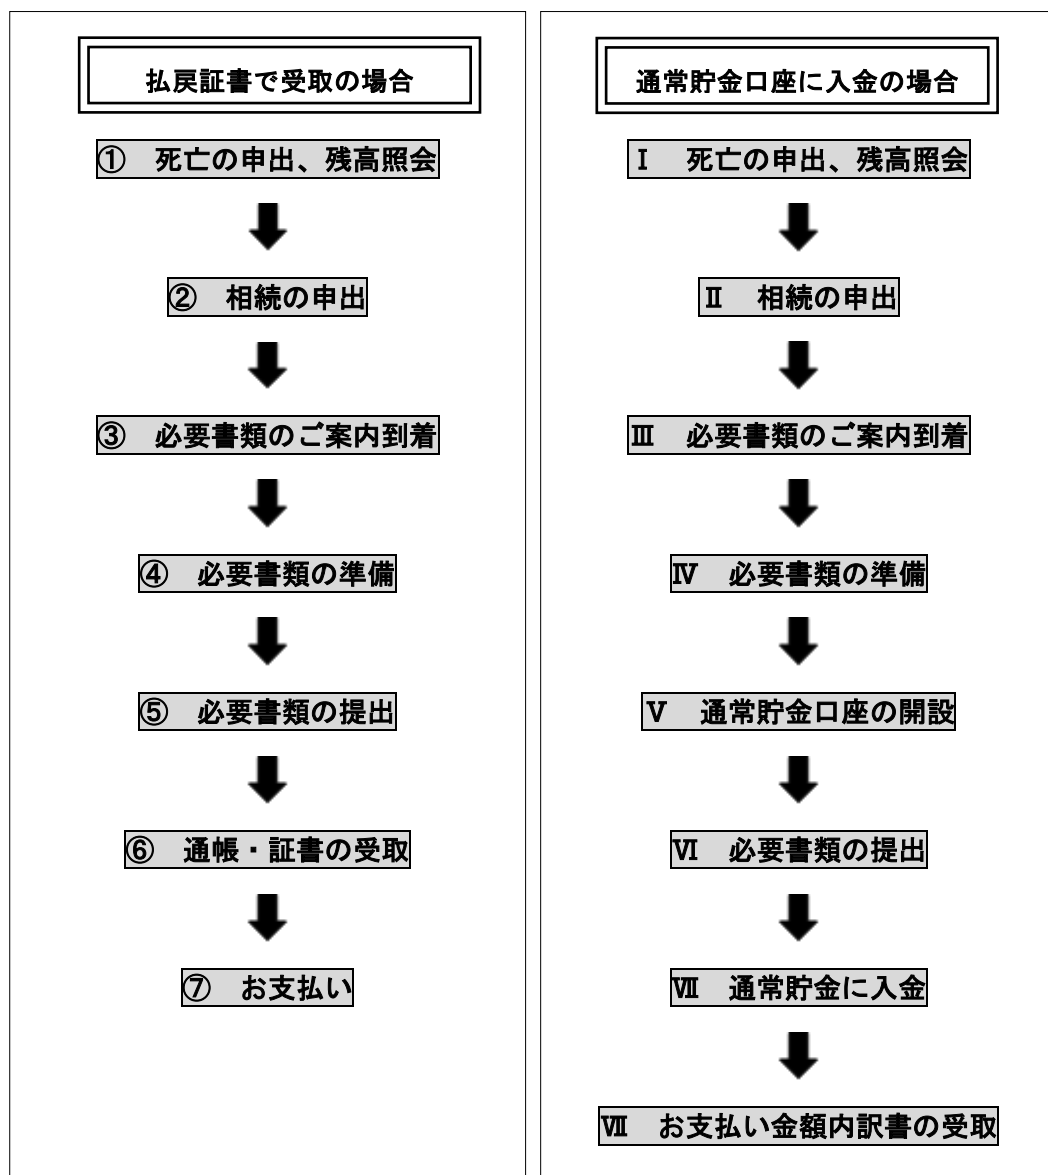 払戻証書で受取の場合
① 死亡の申出、残高照会
② 相続の申出
③ 必要書類のご案内到着
④ 必要書類の準備
⑤ 必要書類の提出
⑥ 通帳・証書の受取
⑦ お支払い
通常貯金口座に入金の場合
Ⅰ 死亡の申出、残高照会
Ⅱ 相続の申出
Ⅲ 必要書類のご案内到着
Ⅳ 必要書類の準備
Ⅴ 通常貯金口座の開設
Ⅵ 必要書類の提出
Ⅶ 通常貯金に入金
Ⅶ お支払い金額内訳書の受取